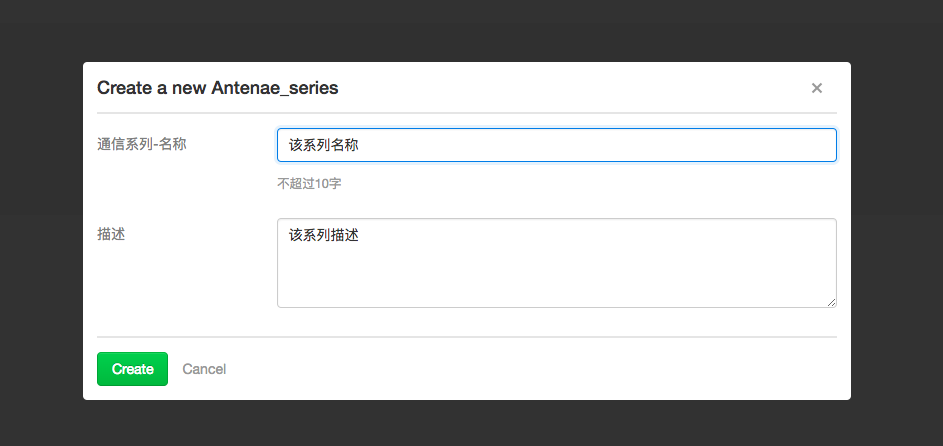 Create a new Antenae_series
×
通信系列-名称
该系列名称
不超过10字
描述
该系列描述
Create
Cancel